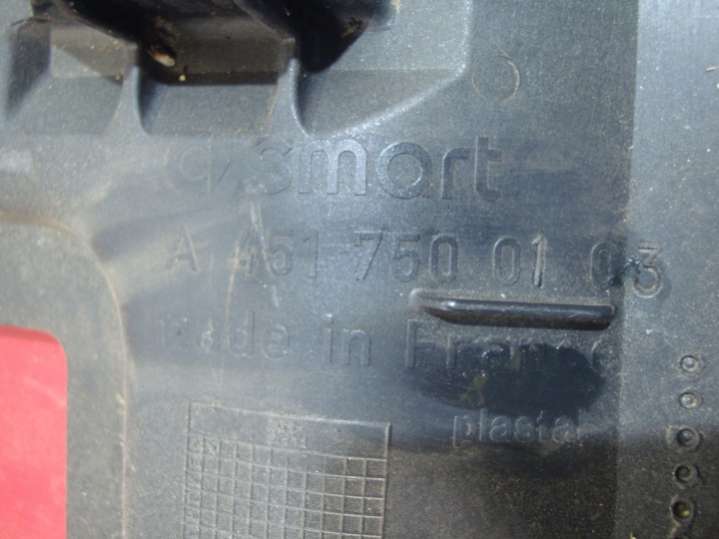 smart
A 451 750 01 03
Made in France
plastal